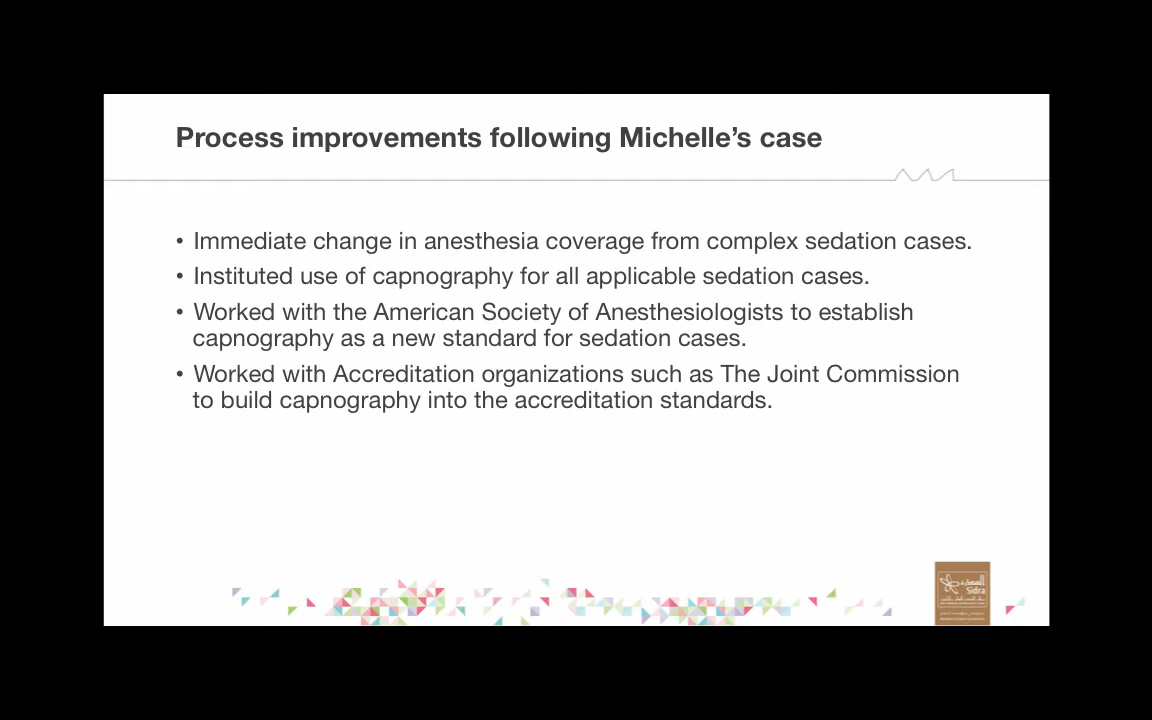 Process improvements following Michelle’s case
• Immediate change in anesthesia coverage from complex sedation cases.
• Instituted use of capnography for all applicable sedation cases.
• Worked with the American Society of Anesthesiologists to establish
capnography as a new standard for sedation cases.
• Worked with Accreditation organizations such as The Joint Commission
to build capnography into the accreditation standards.
السدرة
Sidra